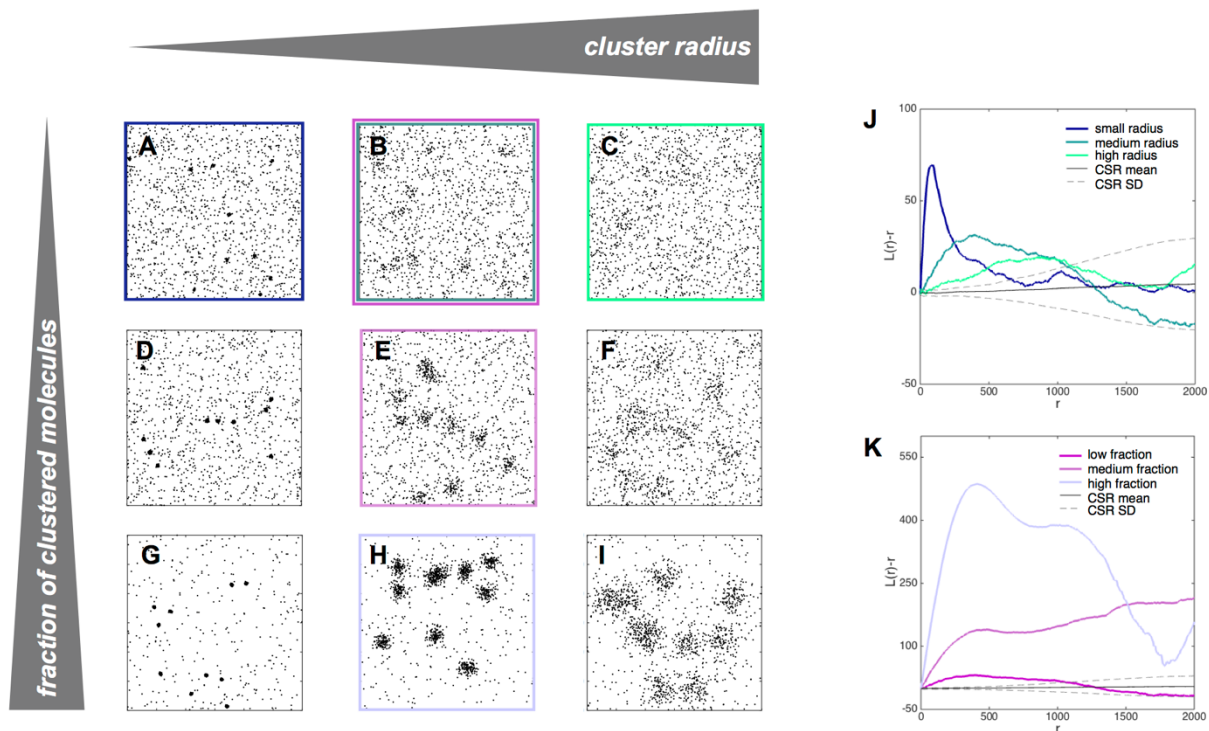 cluster radius
fraction of clustered molecules
A
B
C
D
E
F
G
H
I
J
100
50
0
-50
L(r)-r
0
500
1000
1500
2000
r
small radius
medium radius
high radius
CSR mean
CSR SD
K
550
400
250
100
-50
L(r)-r
0
500
1000
1500
2000
r
low fraction
medium fraction
high fraction
CSR mean
CSR SD